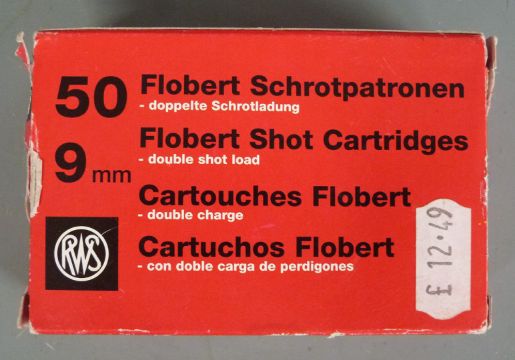 50
9 mm
Flobert Schrotpatronen
- doppelte Schrotladung
Flobert Shot Cartridges
- double shot load
Cartouches Flobert
- double charge
Cartuchos Flobert
- con doble carga de perdigones
RWS
£ 12.49